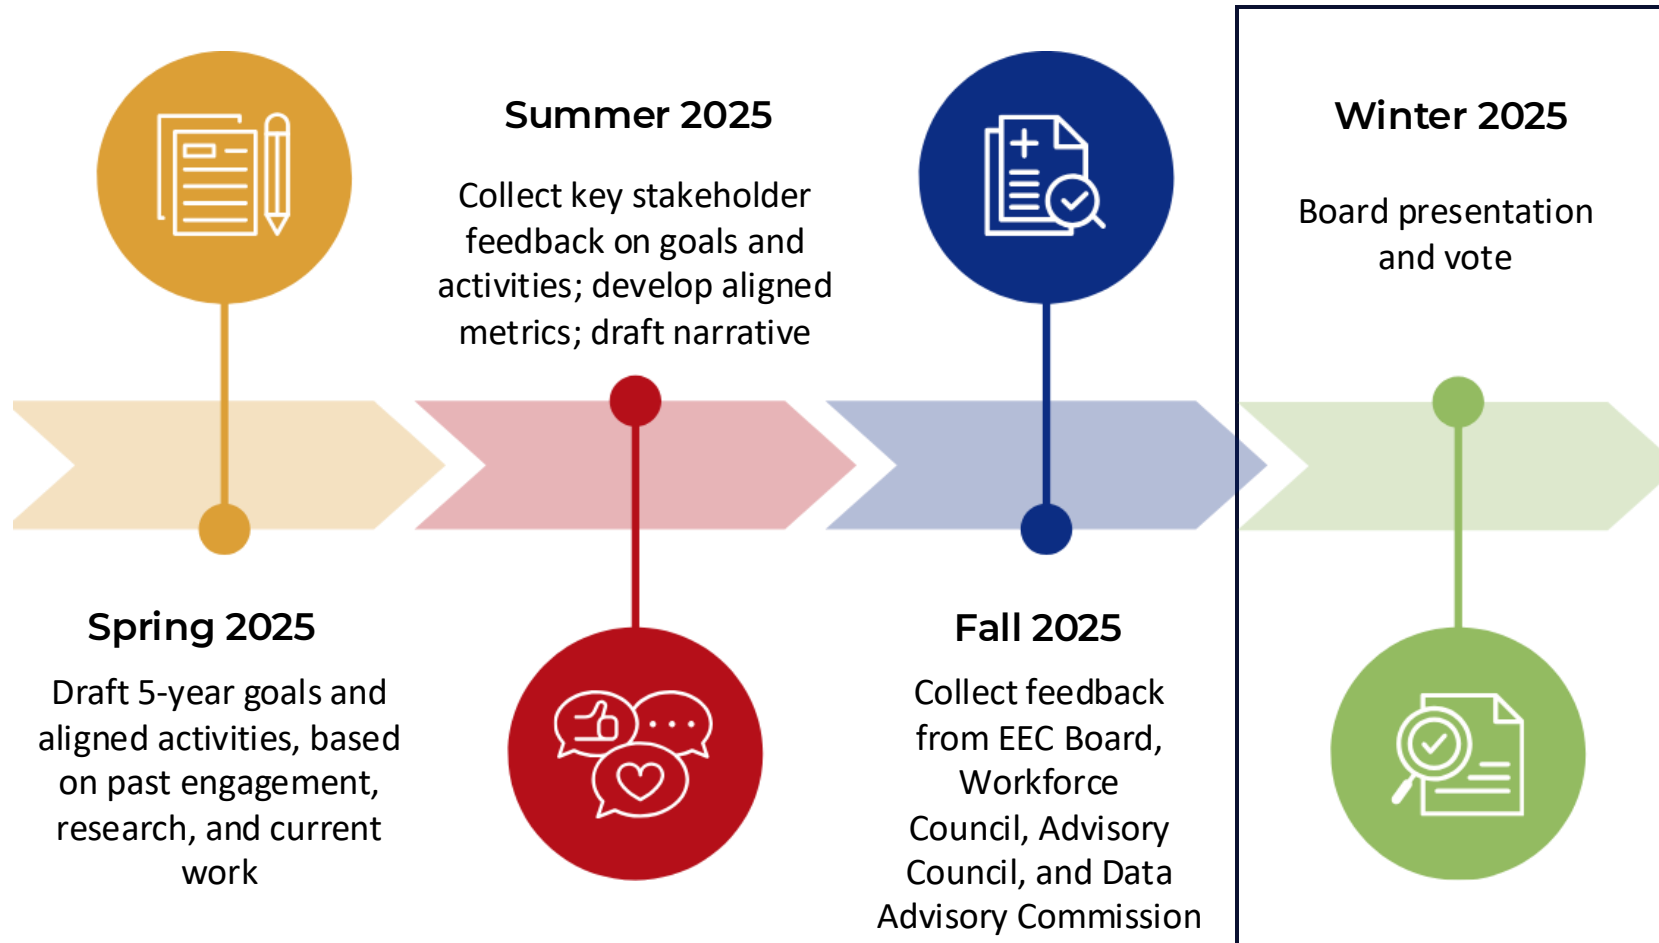 Spring 2025
Draft 5-year goals and
aligned activities, based
on past engagement,
research, and current
work
Summer 2025
Collect key stakeholder
feedback on goals and
activities; develop aligned
metrics; draft narrative
Fall 2025
Collect feedback
from EEC Board,
Workforce
Council, Advisory
Council, and Data
Advisory Commission
Winter 2025
Board presentation
and vote